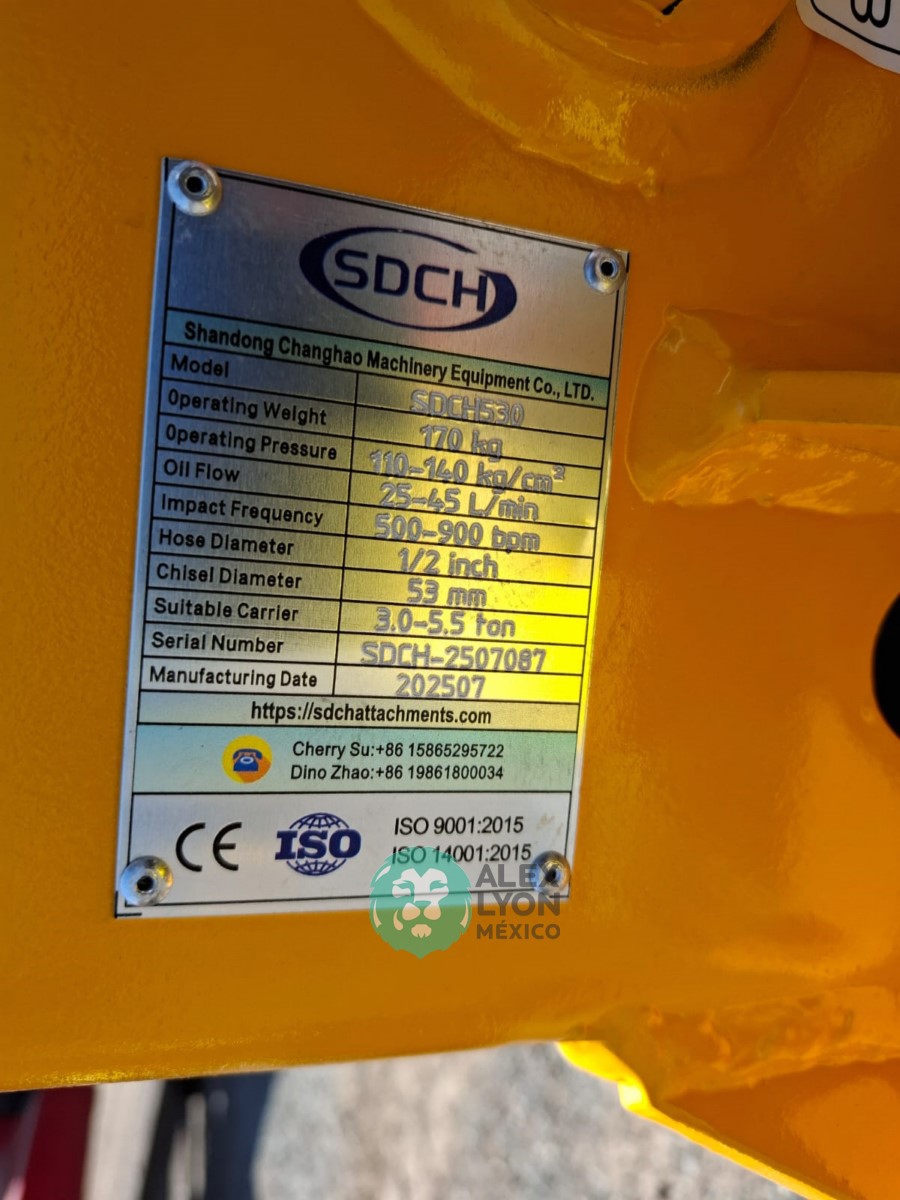 SDCH
Shandong Changhao Machinery Equipment Co., LTD.
Model SDCH530
Operating Weight 170 kg
Operating Pressure 110-140 kg/cm²
Oil Flow 25-45 L/min
Impact Frequency 500-900 bpm
Hose Diameter 1/2 inch
Chisel Diameter 53 mm
Suitable Carrier 3.0-5.5 ton
Serial Number SDCH-2507087
Manufacturing Date 202507
https://sdchattachments.com
Cherry Su:+86 15865295722
Dino Zhao:+86 19861800034
CE ISO ISO 9001:2015
ISO 14001:2015
ALEX
LYON
MÉXICO